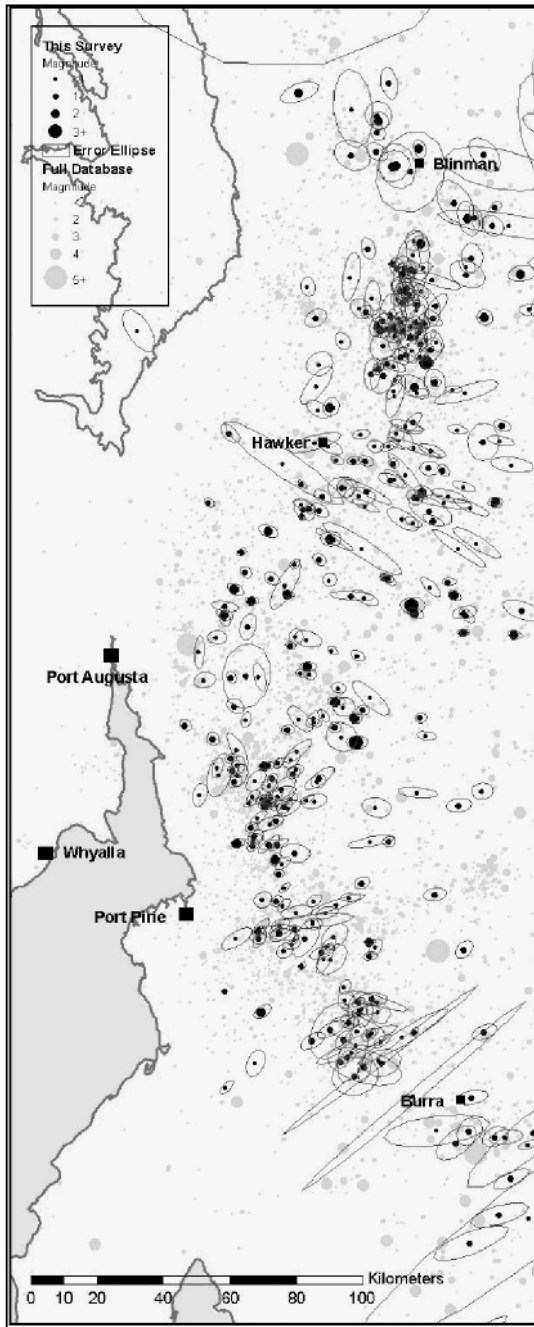 This Survey
Magnitude
1
2
3+
Error Ellipse
Full Database
Magnitude
2
3
4
5+
Blinman
Hawker
Port Augusta
Whyalla
Port Pirie
Burra
Kilometers
0 10 20 40 60 80 100